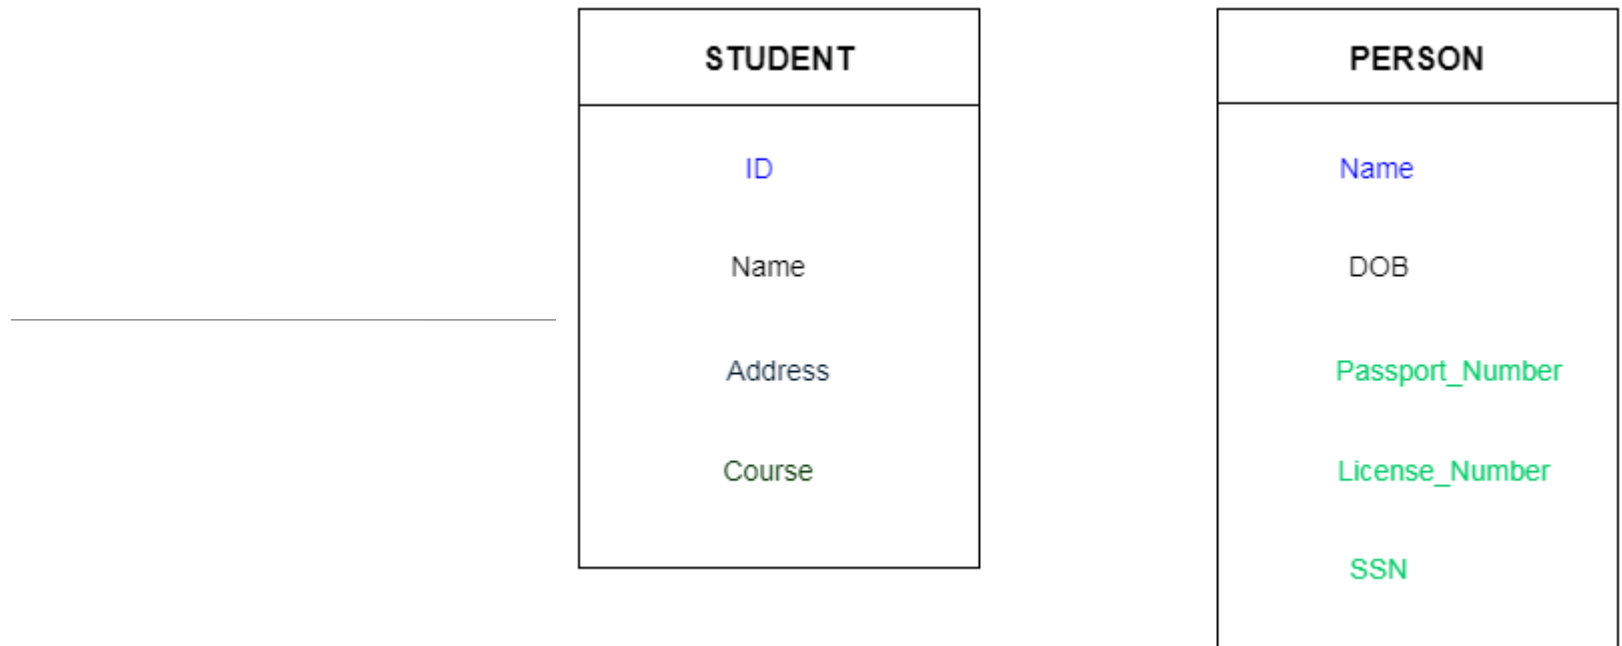 STUDENT
ID
Name
Address
Course
PERSON
Name
DOB
Passport_Number
License_Number
SSN